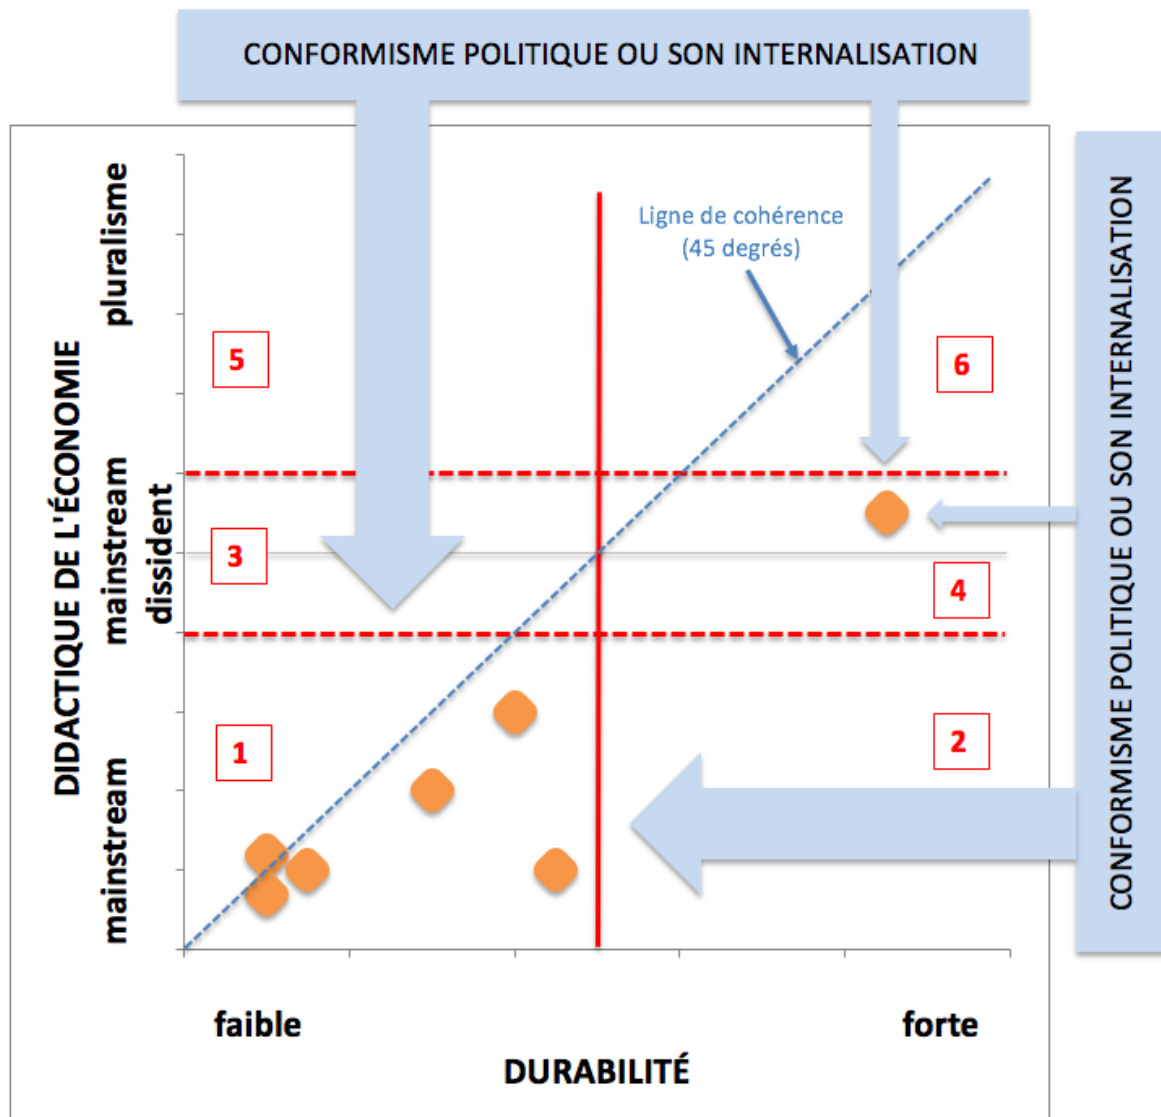 CONFORMISME POLITIQUE OU SON INTERNALISATION
CONFORMISME POLITIQUE OU SON INTERNALISATION
DIDACTIQUE DE L'ÉCONOMIE
pluralisme
mainstream
dissident
mainstream
Ligne de cohérence
(45 degrés)
5
6
3
4
1
2
faible
forte
DURABILITÉ